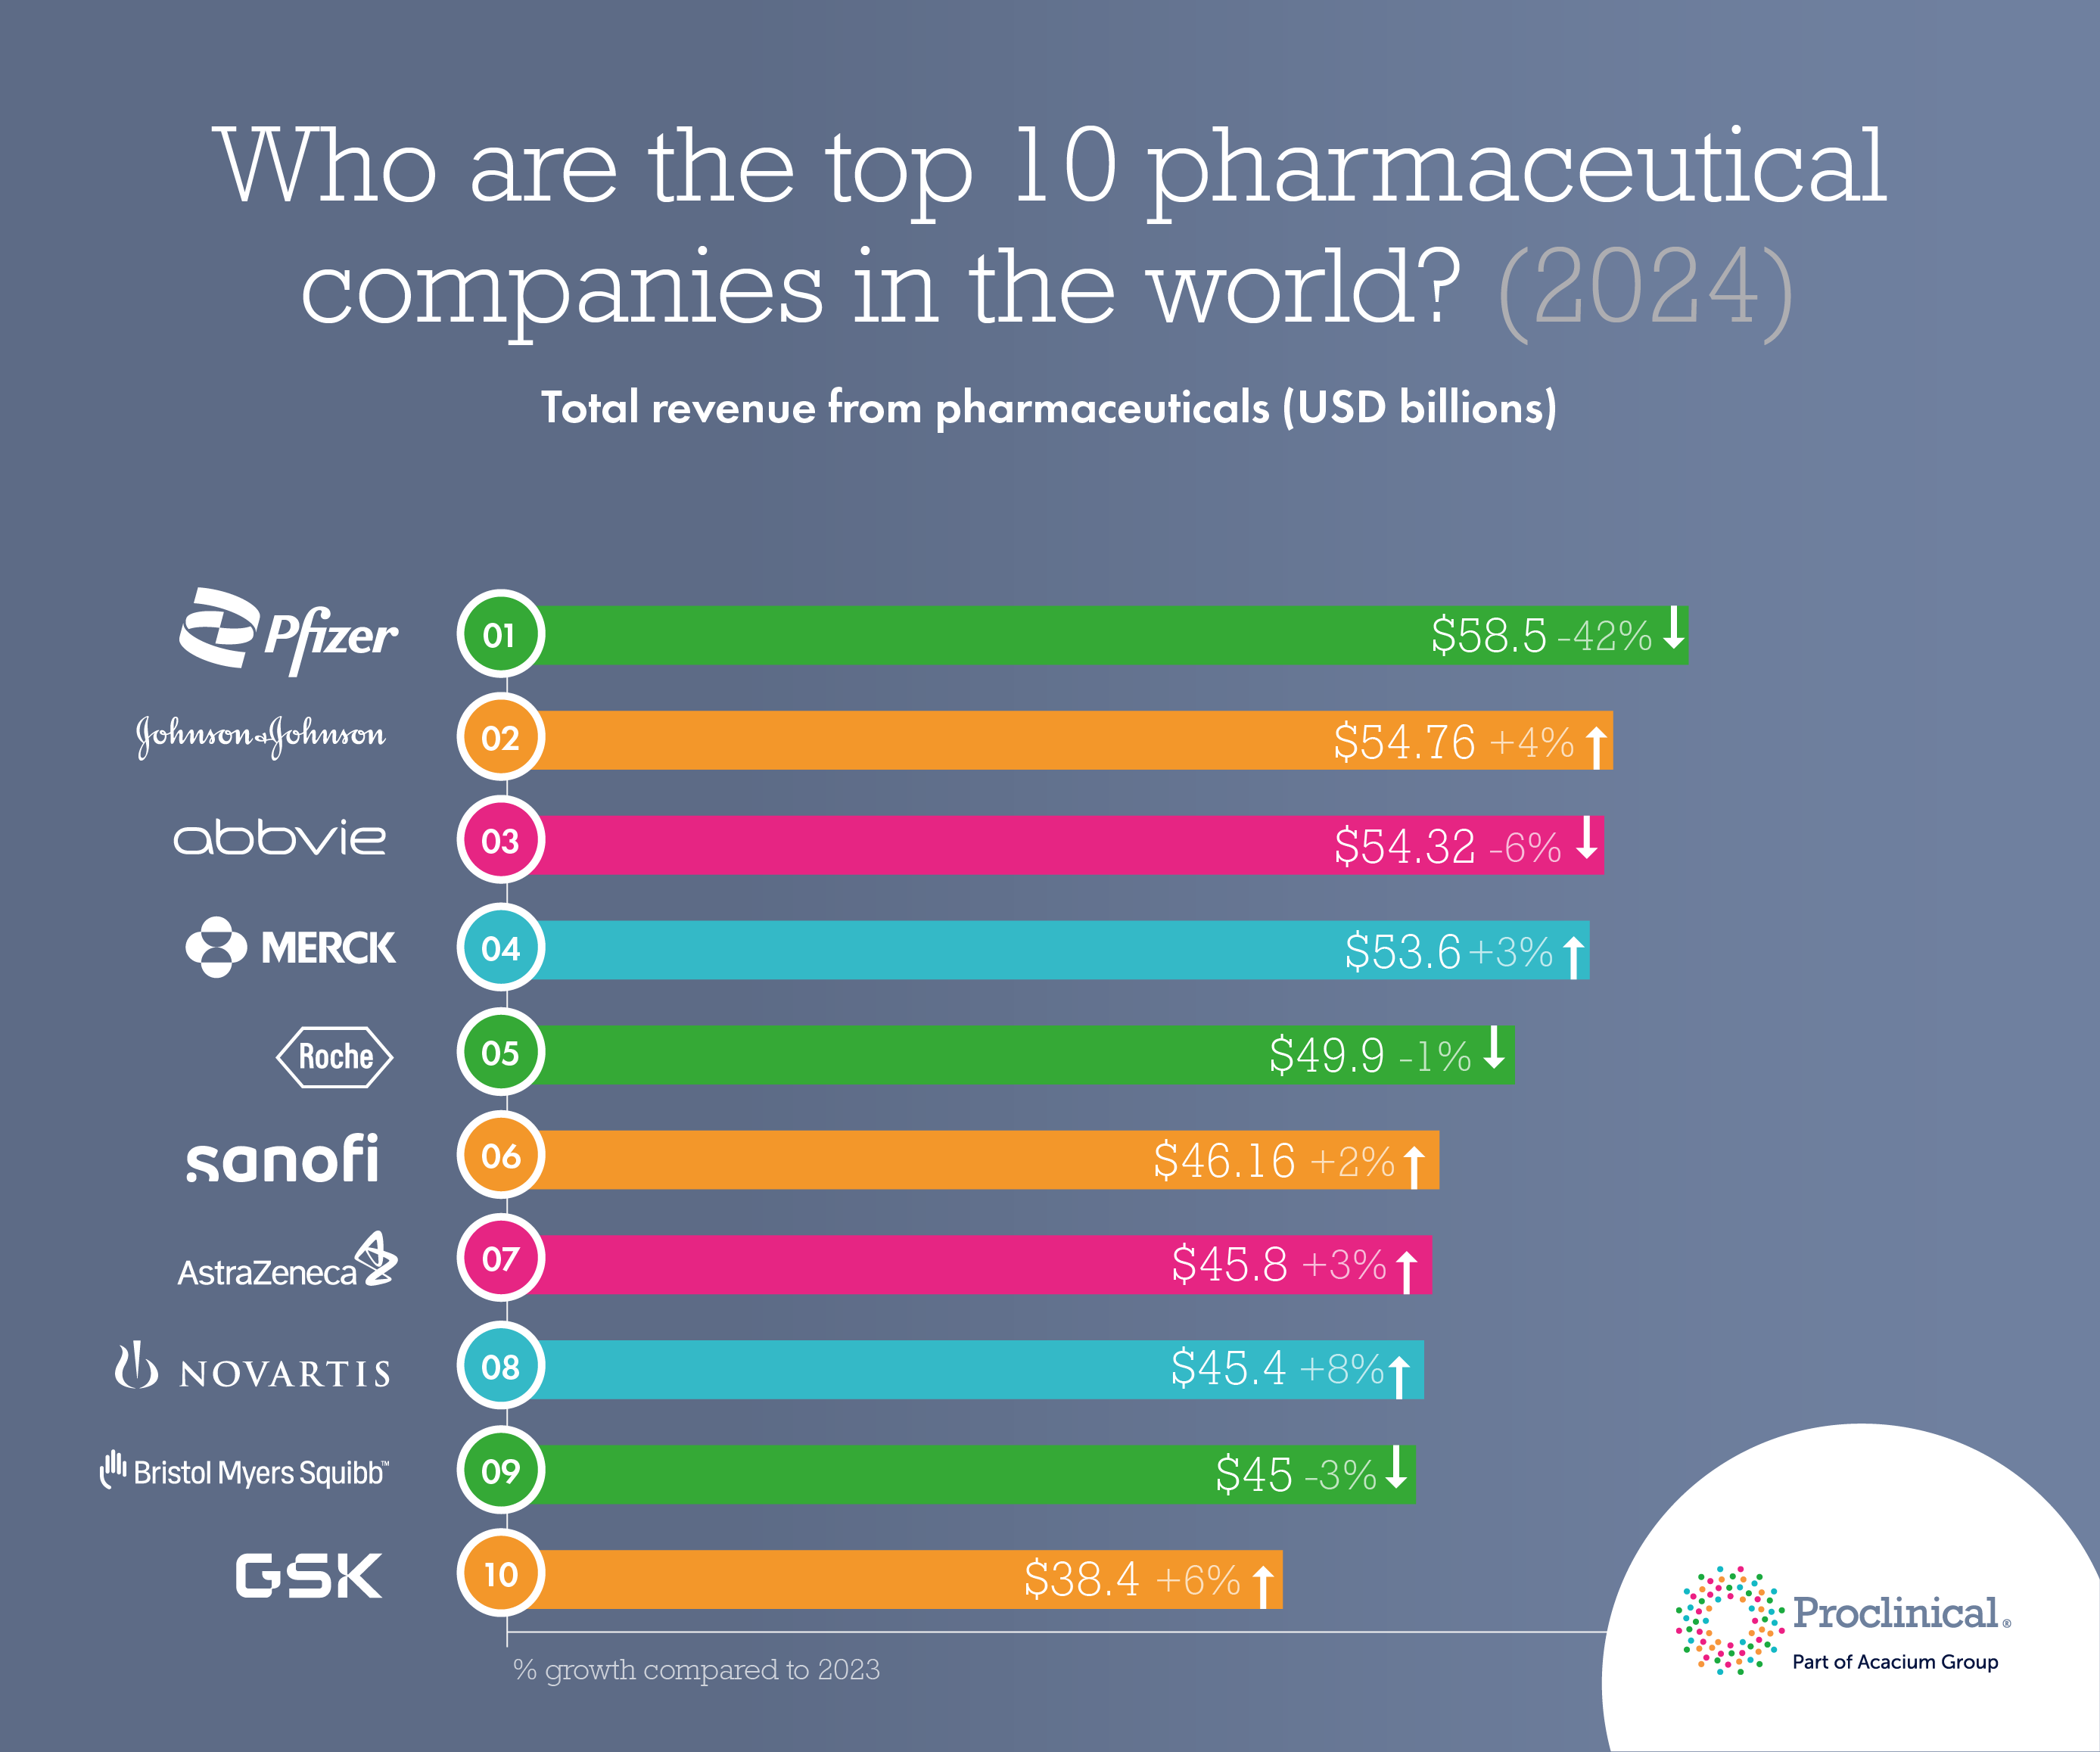 Who are the top 10 pharmaceutical
companies in the world? (2024)
Total revenue from pharmaceuticals (USD billions)
Pfizer 01 $58.5 -42%
Johnson & Johnson 02 $54.76 +4%
abbvie 03 $54.32 -6%
MERCK 04 $53.6 +3%
Roche 05 $49.9 -1%
sanofi 06 $46.16 +2%
AstraZeneca 07 $45.8 +3%
NOVARTIS 08 $45.4 +8%
Bristol Myers Squibb™ 09 $45 -3%
GSK 10 $38.4 +6%
% growth compared to 2023
Proclinical®
Part of Acacium Group